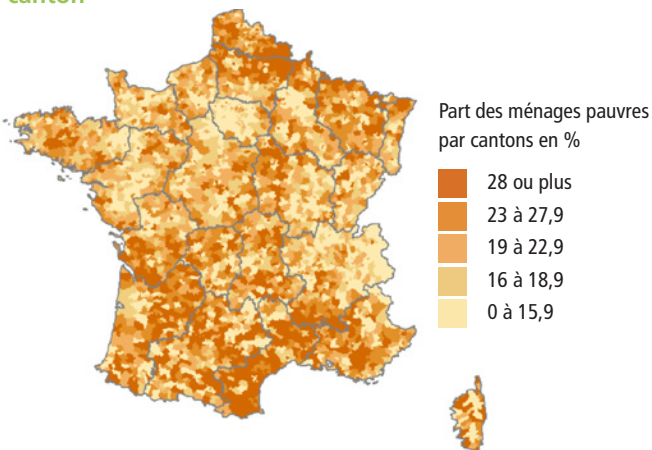 canton
Part des ménages pauvres
par cantons en %
28 ou plus
23 à 27,9
19 à 22,9
16 à 18,9
0 à 15,9